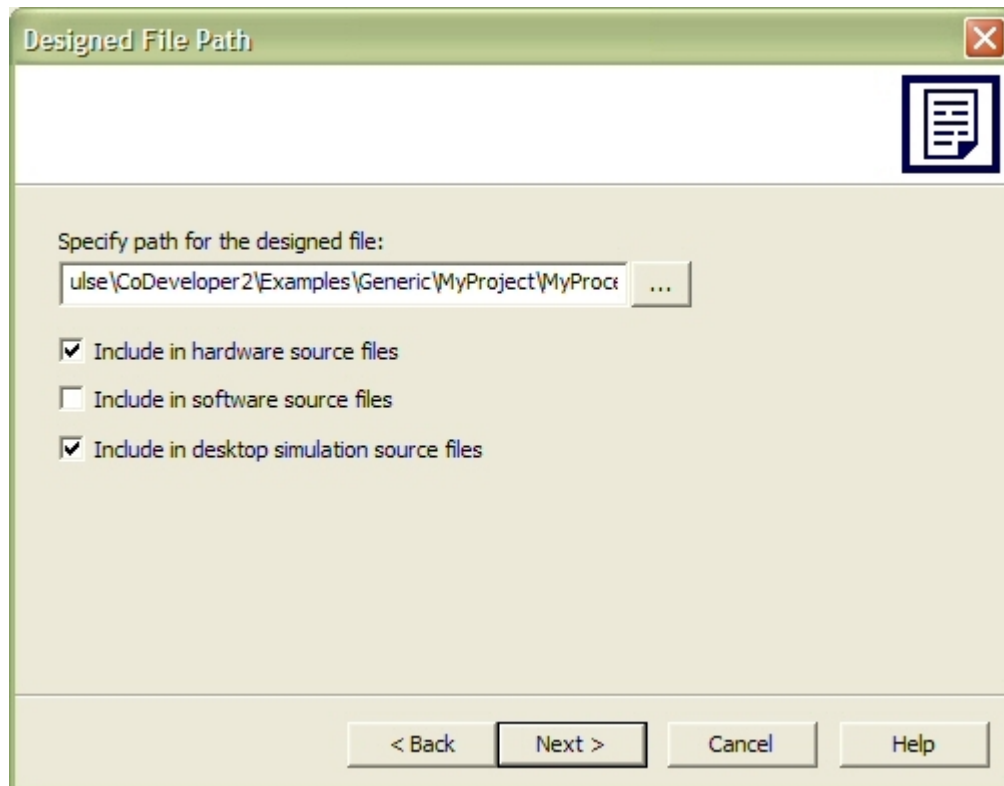 Designed File Path
Specify path for the designed file:
ulse\CoDeveloper2\Examples\Generic\MyProject\MyProce
...
Include in hardware source files
Include in software source files
Include in desktop simulation source files
< Back Next > Cancel Help